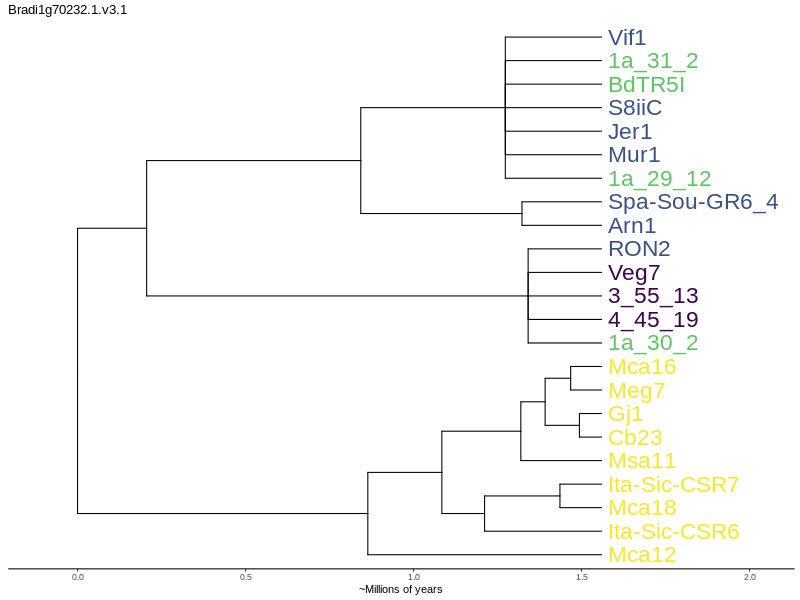 Bradi1g70232.1.v3.1
Vif1
1a_31_2
BdTR5I
S8iiC
Jer1
Mur1
1a_29_12
Spa-Sou-GR6_4
Arn1
RON2
Veg7
3_55_13
4_45_19
1a_30_2
Mca16
Meg7
Gj1
Cb23
Msa11
Ita-Sic-CSR7
Mca18
Ita-Sic-CSR6
Mca12
0.0 0.5 1.0 1.5 2.0
~Millions of years